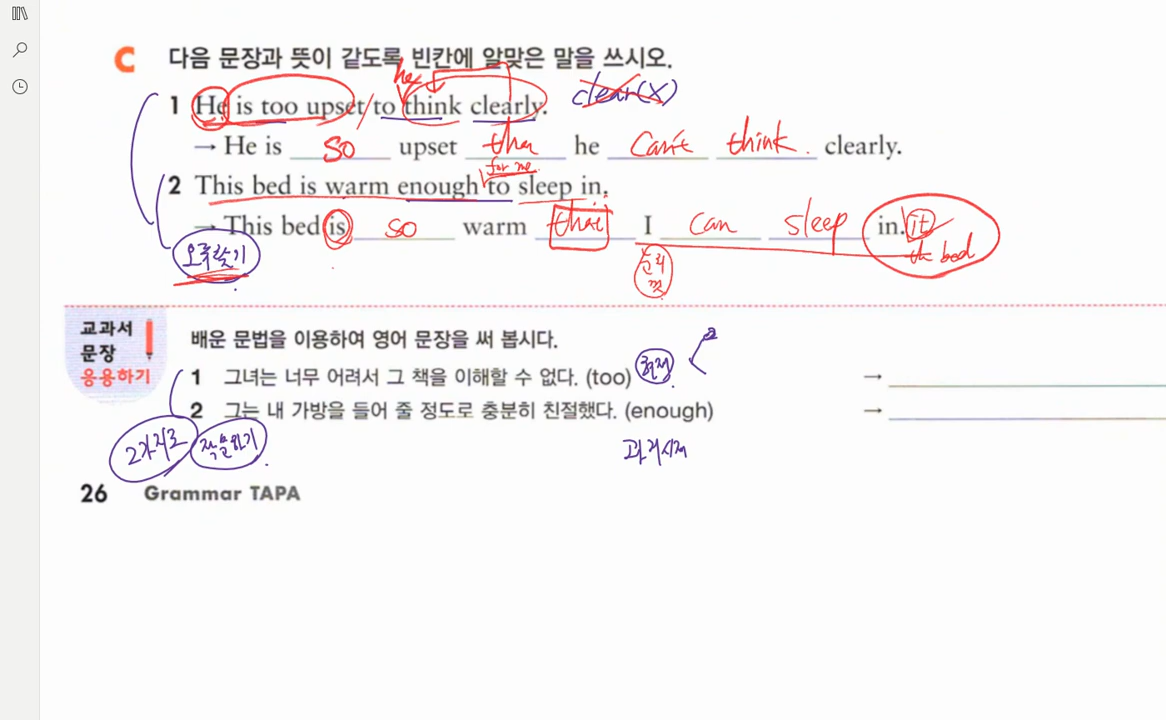 C 다음 문장과 뜻이 같도록 빈칸에 알맞은 말을 쓰시오.
he
1 He is too upset/to think clearly. clear(X)
→ He is so upset that he can't think. clearly.
for me
2 This bed is warm enough to sleep in.
→ This bed is so warm that I can sleep in. it
the bed
오류찾기
교과서
문장
응용하기
배운 문법을 이용하여 영어 문장을 써 봅시다.
1 그녀는 너무 어려서 그 책을 이해할 수 없다. (too) 현재 →
2 그는 내 가방을 들어 줄 정도로 충분히 친절했다. (enough) →
2가지로 작문하기
과거시제
26 Grammar TAPA